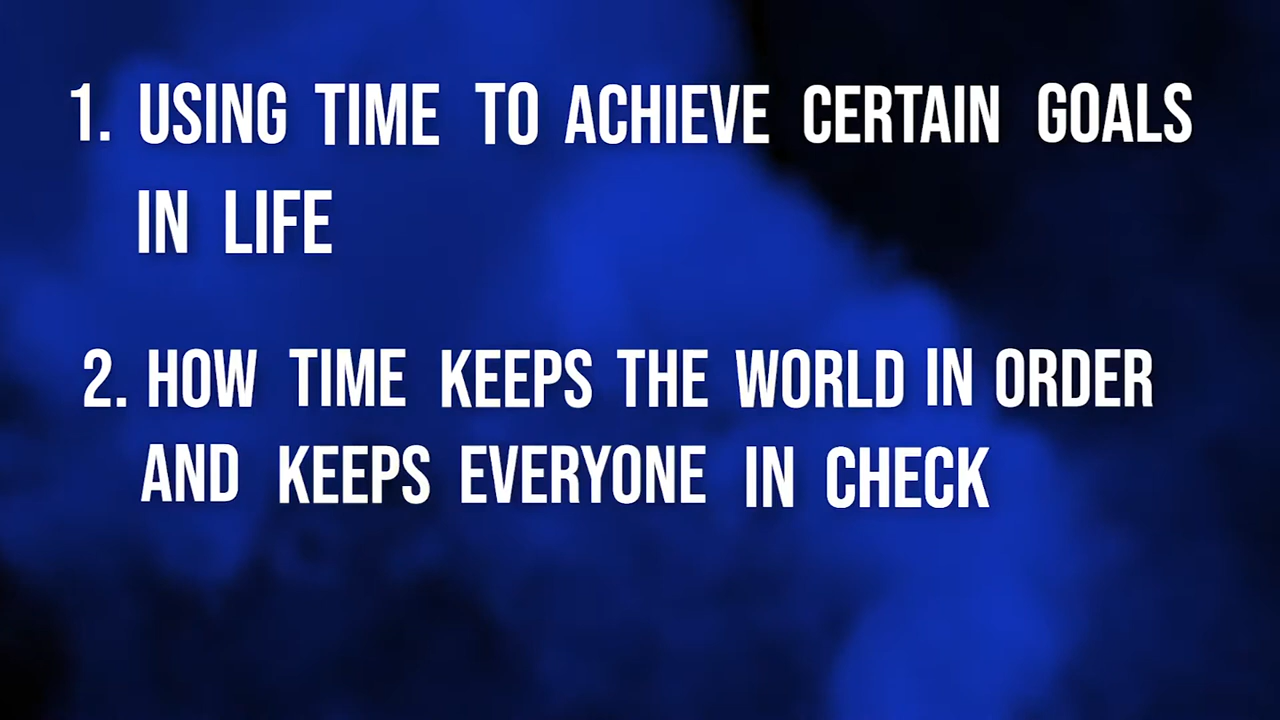 1. USING TIME TO ACHIEVE CERTAIN GOALS
IN LIFE
2. HOW TIME KEEPS THE WORLD IN ORDER
AND KEEPS EVERYONE IN CHECK